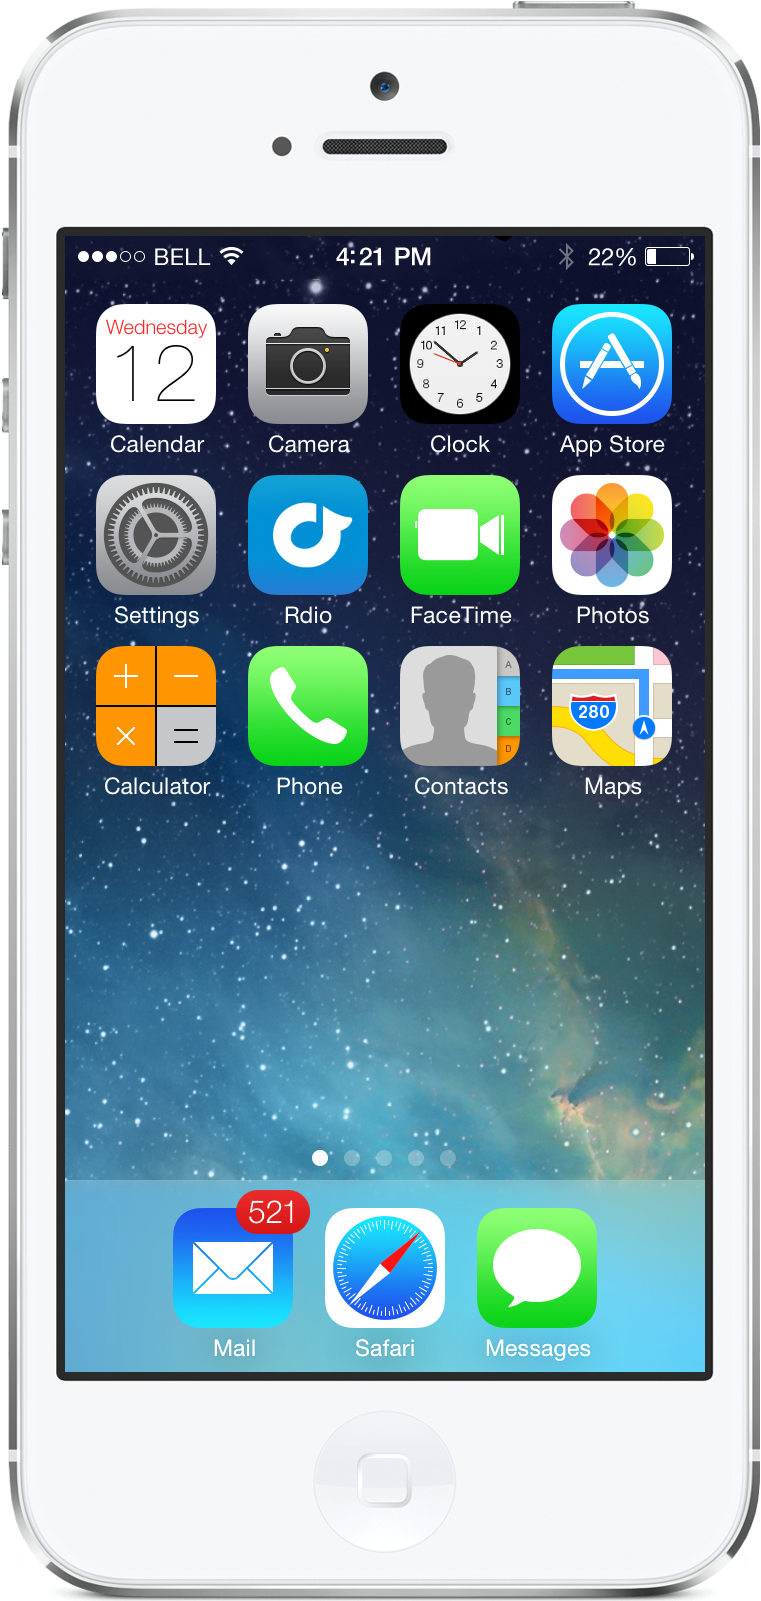 BELL 4:21 PM 22%
Wednesday
12
12 1 2 3 4 5 6 7 8 9 10 11
Calendar Camera Clock App Store
Settings Rdio FaceTime Photos
A
B
C
D
280
Calculator Phone Contacts Maps
521
Mail Safari Messages